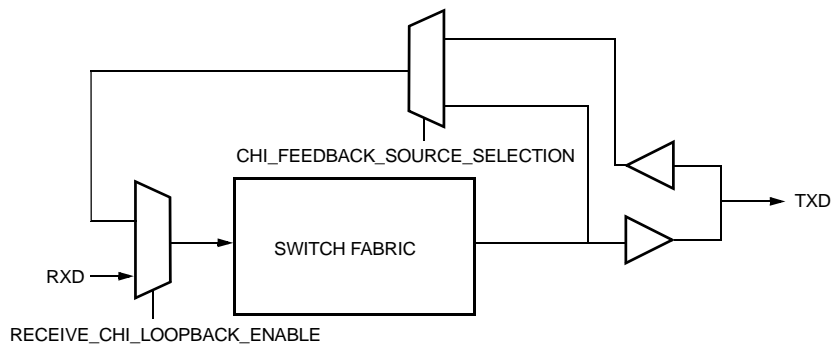 CHI_FEEDBACK_SOURCE_SELECTION
TXD
SWITCH FABRIC
RXD
RECEIVE_CHI_LOOPBACK_ENABLE